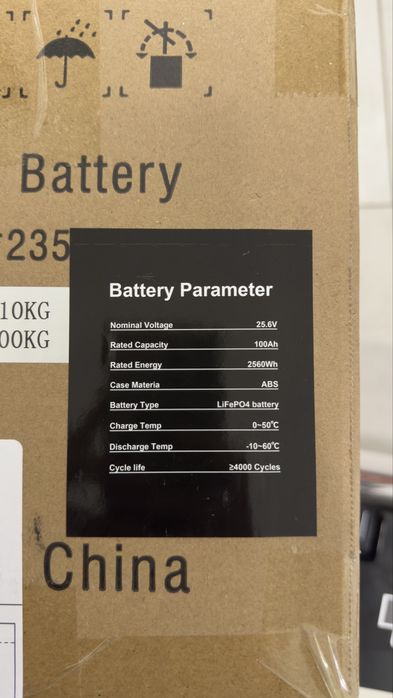 Battery
235
10KG
00KG
Battery Parameter
Nominal Voltage 25.6V
Rated Capacity 100Ah
Rated Energy 2560Wh
Case Materia ABS
Battery Type LiFePO4 battery
Charge Temp 0~50℃
Discharge Temp -10~60℃
Cycle life ≥4000 Cycles
China